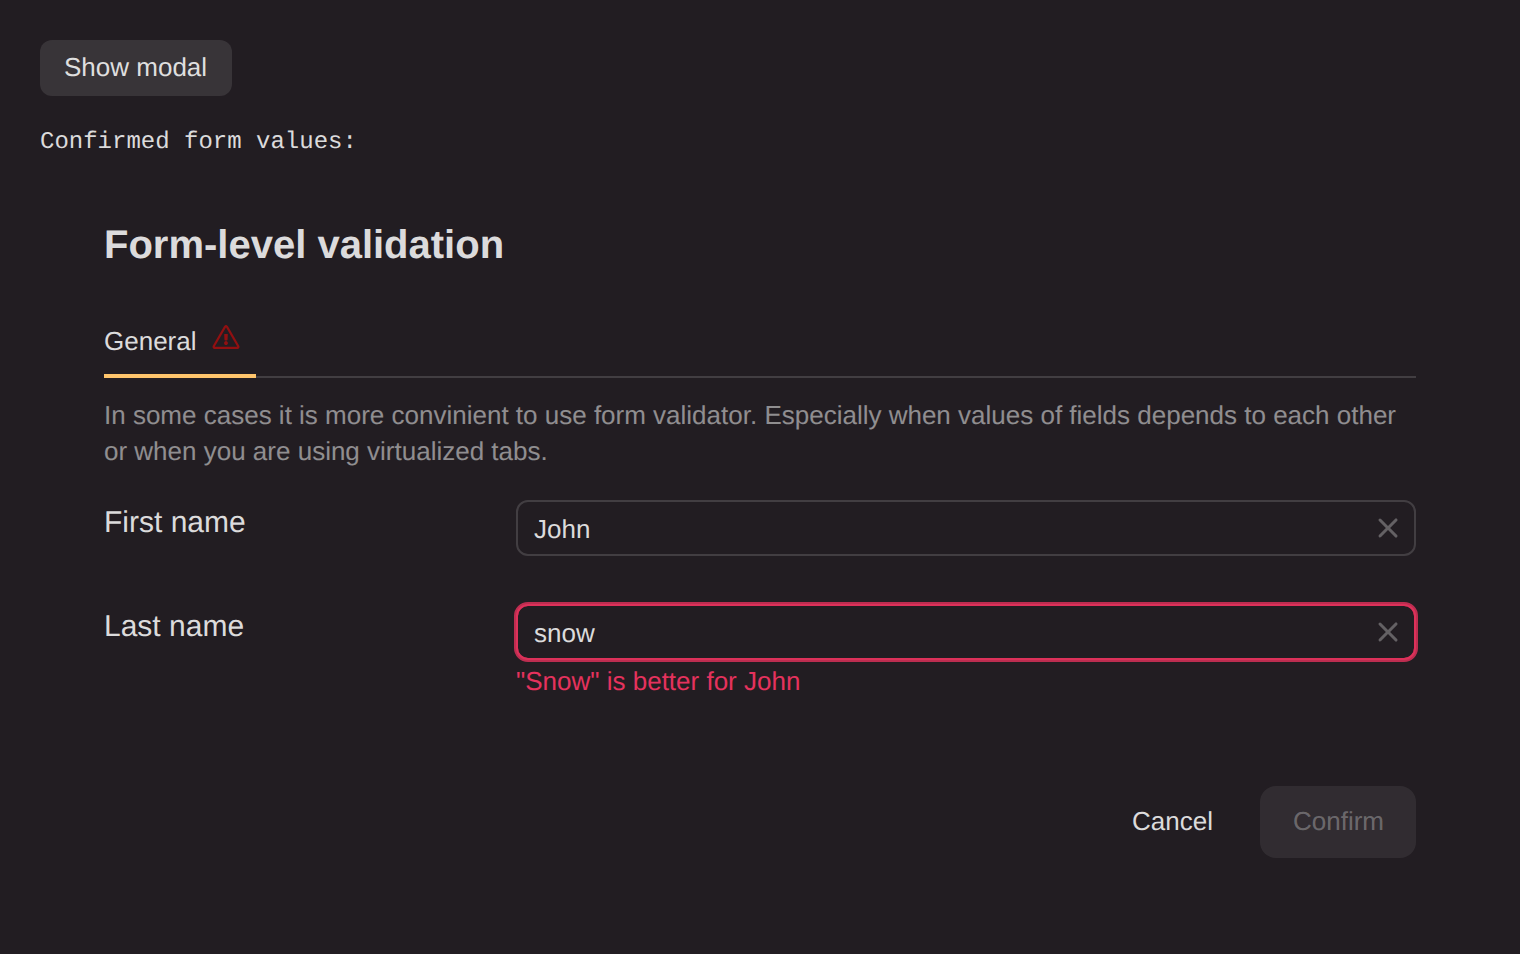 Show modal
Confirmed form values:
Form-level validation
General
In some cases it is more convinient to use form validator. Especially when values of fields depends to each other
or when you are using virtualized tabs.
First name
John
Last name
snow
"Snow" is better for John
Cancel
Confirm